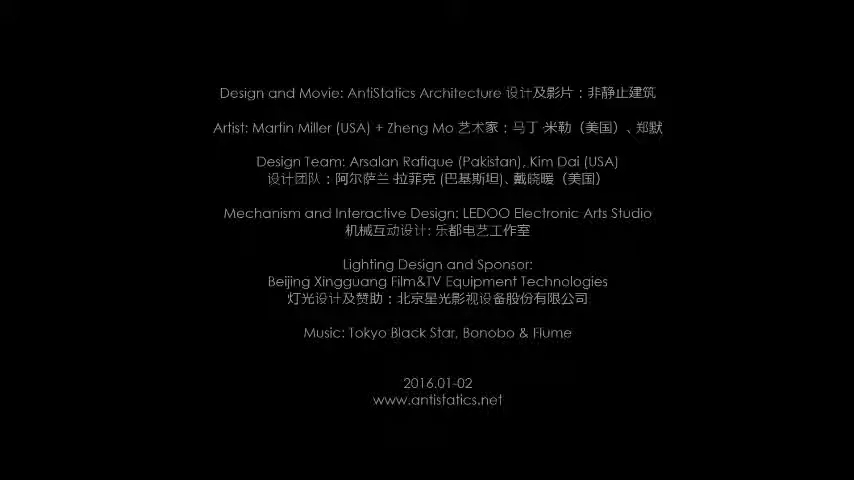 Design and Movie: AntiStatics Architecture 设计及影片：非静止建筑
Artist: Martin Miller (USA) + Zheng Mo 艺术家：马丁·米勒（美国）、郑默
Design Team: Arsalan Rafique (Pakistan), Kim Dai (USA)
设计团队：阿尔萨兰·拉菲克 (巴基斯坦)、戴晓暖（美国）
Mechanism and Interactive Design: LEDOO Electronic Arts Studio
机械互动设计: 乐都电艺工作室
Lighting Design and Sponsor:
Beijing Xingguang Film&TV Equipment Technologies
灯光设计及赞助：北京星光影视设备股份有限公司
Music: Tokyo Black Star, Bonobo & Flume
2016.01-02
www.antistatics.net